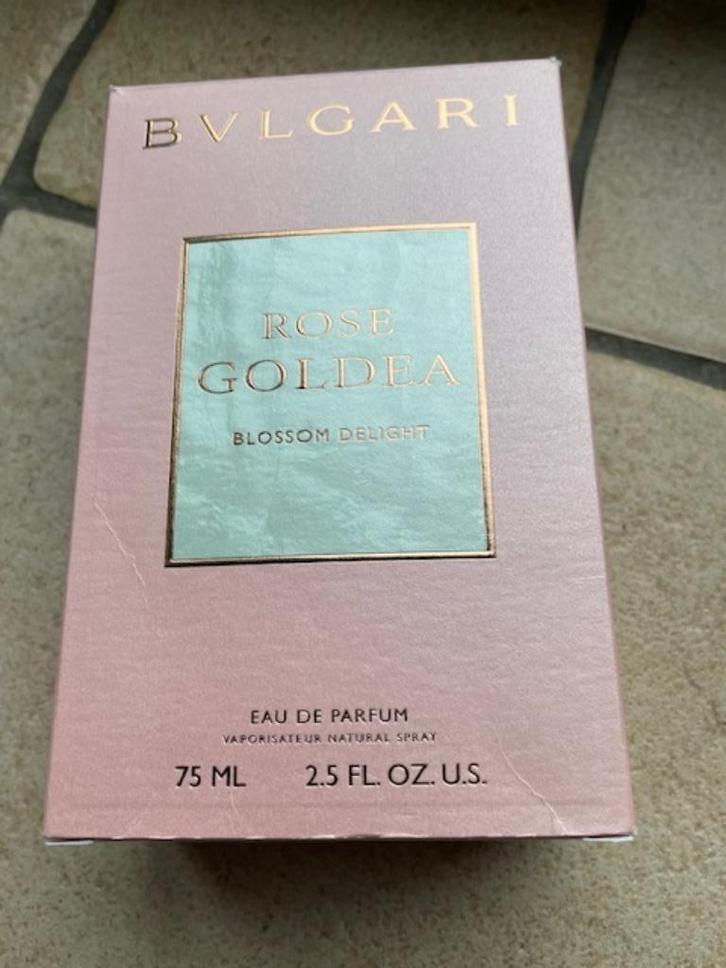 BVLGARI
ROSE
GOLDEA
BLOSSOM DELIGHT
EAU DE PARFUM
VAPORISATEUR NATURAL SPRAY
75 ML 2.5 FL. OZ. U.S.